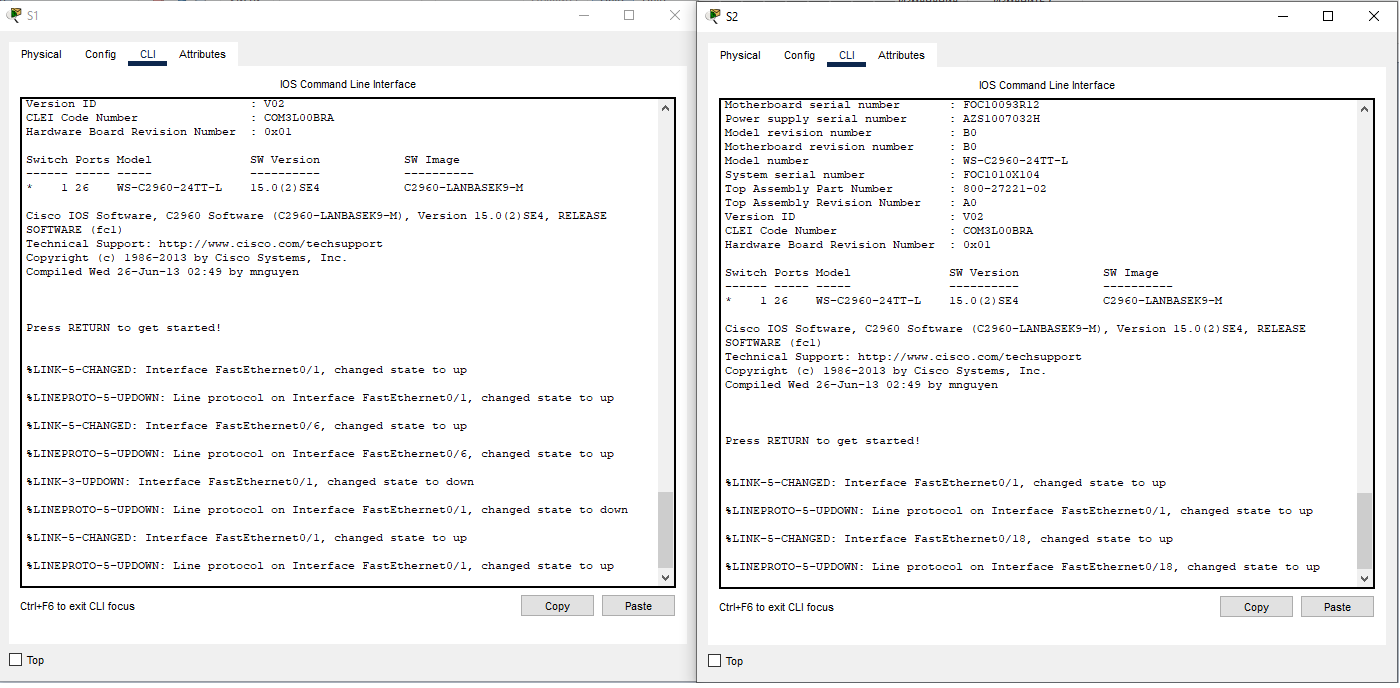 S1
Physical Config CLI Attributes
IOS Command Line Interface
Version ID : V02
CLEI Code Number : COM3L00BRA
Hardware Board Revision Number : 0x01
Switch Ports Model SW Version SW Image
------ ----- ----- ---------- ----------
* 1 26 WS-C2960-24TT-L 15.0(2)SE4 C2960-LANBASEK9-M
Cisco IOS Software, C2960 Software (C2960-LANBASEK9-M), Version 15.0(2)SE4, RELEASE
SOFTWARE (fc1)
Technical Support: http://www.cisco.com/techsupport
Copyright (c) 1986-2013 by Cisco Systems, Inc.
Compiled Wed 26-Jun-13 02:49 by mnguyen
Press RETURN to get started!
%LINK-5-CHANGED: Interface FastEthernet0/1, changed state to up
%LINEPROTO-5-UPDOWN: Line protocol on Interface FastEthernet0/1, changed state to up
%LINK-5-CHANGED: Interface FastEthernet0/6, changed state to up
%LINEPROTO-5-UPDOWN: Line protocol on Interface FastEthernet0/6, changed state to up
%LINK-3-UPDOWN: Interface FastEthernet0/1, changed state to down
%LINEPROTO-5-UPDOWN: Line protocol on Interface FastEthernet0/1, changed state to down
%LINK-5-CHANGED: Interface FastEthernet0/1, changed state to up
%LINEPROTO-5-UPDOWN: Line protocol on Interface FastEthernet0/1, changed state to up
Ctrl+F6 to exit CLI focus
Copy Paste
Top
S2
Physical Config CLI Attributes
IOS Command Line Interface
Motherboard serial number : FOC10093R12
Power supply serial number : AZS1007032H
Model revision number : B0
Motherboard revision number : B0
Model number : WS-C2960-24TT-L
System serial number : FOC1010X104
Top Assembly Part Number : 800-27221-02
Top Assembly Revision Number : A0
Version ID : V02
CLEI Code Number : COM3L00BRA
Hardware Board Revision Number : 0x01
Switch Ports Model SW Version SW Image
------ ----- ----- ---------- ----------
* 1 26 WS-C2960-24TT-L 15.0(2)SE4 C2960-LANBASEK9-M
Cisco IOS Software, C2960 Software (C2960-LANBASEK9-M), Version 15.0(2)SE4, RELEASE
SOFTWARE (fc1)
Technical Support: http://www.cisco.com/techsupport
Copyright (c) 1986-2013 by Cisco Systems, Inc.
Compiled Wed 26-Jun-13 02:49 by mnguyen
Press RETURN to get started!
%LINK-5-CHANGED: Interface FastEthernet0/1, changed state to up
%LINEPROTO-5-UPDOWN: Line protocol on Interface FastEthernet0/1, changed state to up
%LINK-5-CHANGED: Interface FastEthernet0/18, changed state to up
%LINEPROTO-5-UPDOWN: Line protocol on Interface FastEthernet0/18, changed state to up
Ctrl+F6 to exit CLI focus
Copy Paste
Top